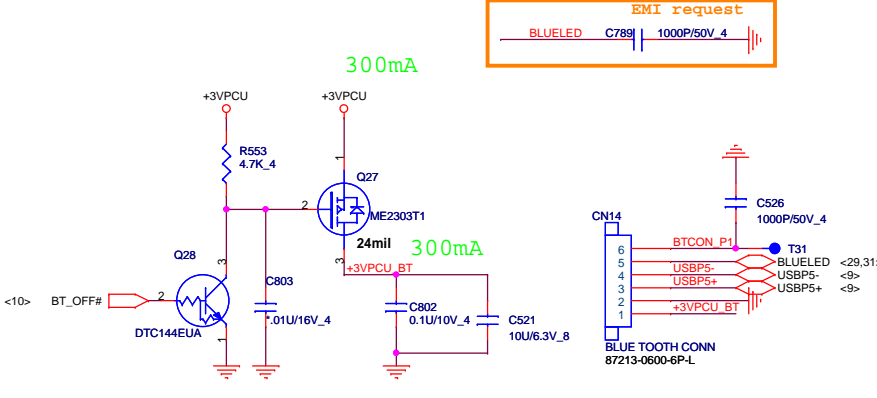 EMI request
BLUELED
C789
1000P/50V_4
300mA
+3VPCU
+3VPCU
R553
4.7K_4
1
Q27
2
ME2303T1
24mil
300mA
3
+3VPCU_BT
Q28
3
C803
*.01U/16V_4
<10>
BT_OFF#
2
DTC144EUA
1
C802
0.1U/10V_4
C521
10U/6.3V_8
C526
1000P/50V_4
CN14
6
BTCON_P1
T31
5
BLUELED
<29,31>
4
USBP5-
USBP5-
<9>
3
USBP5+
USBP5+
<9>
2
1
+3VPCU_BT
BLUE TOOTH CONN
87213-0600-6P-L